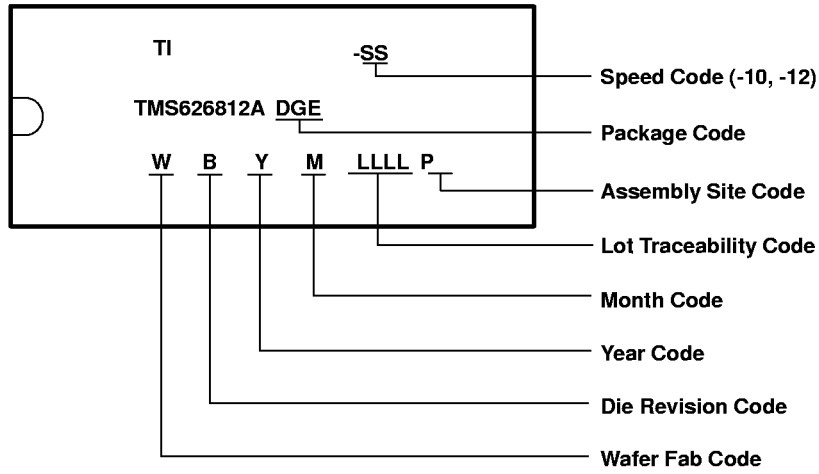 TI
-SS
Speed Code (-10, -12)
TMS626812A DGE
Package Code
W B Y M LLLL P
Assembly Site Code
Lot Traceability Code
Month Code
Year Code
Die Revision Code
Wafer Fab Code